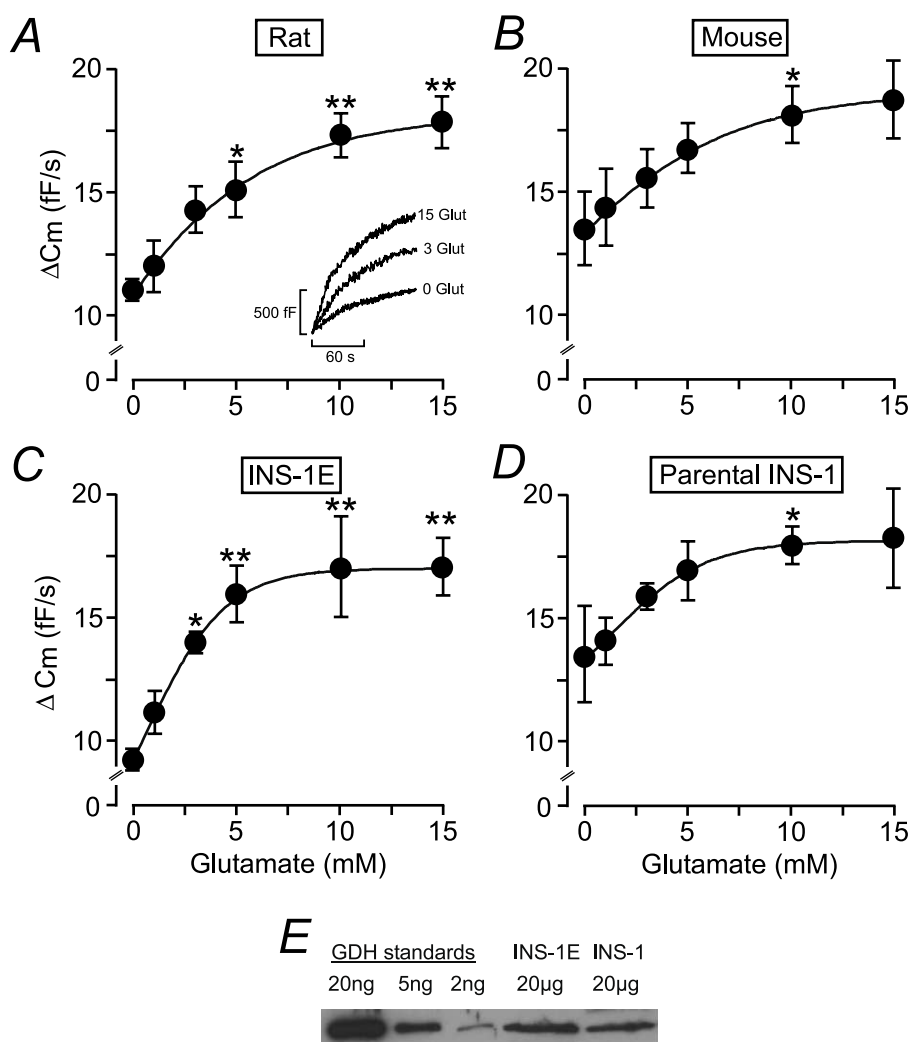 A
Rat
20
15
10
0
ΔCm (fF/s)
*
**
**
15 Glut
3 Glut
0 Glut
500 fF
60 s
0 5 10 15
B
Mouse
20
15
10
0
*
0 5 10 15
C
INS-1E
20
15
10
0
Δ Cm (fF/s)
*
**
**
**
0 5 10 15
Glutamate (mM)
D
Parental INS-1
20
15
10
0
*
0 5 10 15
Glutamate (mM)
E
GDH standards INS-1E INS-1
20ng 5ng 2ng 20µg 20µg